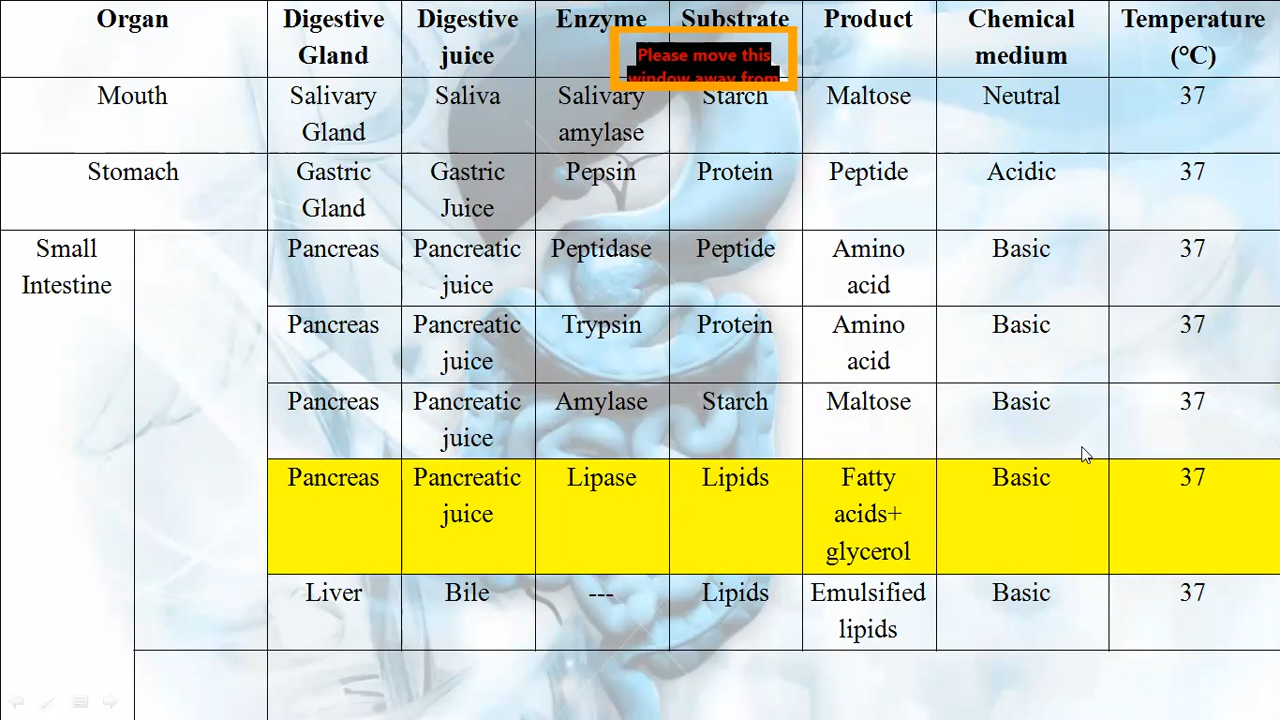 Organ Digestive Gland Digestive juice Enzyme Substrate Product Chemical medium Temperature (°C)
Please move this
window away from
Mouth Salivary Gland Saliva Salivary amylase Starch Maltose Neutral 37
Stomach Gastric Gland Gastric Juice Pepsin Protein Peptide Acidic 37
Small Intestine Pancreas Pancreatic juice Peptidase Peptide Amino acid Basic 37
Pancreas Pancreatic juice Trypsin Protein Amino acid Basic 37
Pancreas Pancreatic juice Amylase Starch Maltose Basic 37
Pancreas Pancreatic juice Lipase Lipids Fatty acids+ glycerol Basic 37
Liver Bile --- Lipids Emulsified lipids Basic 37